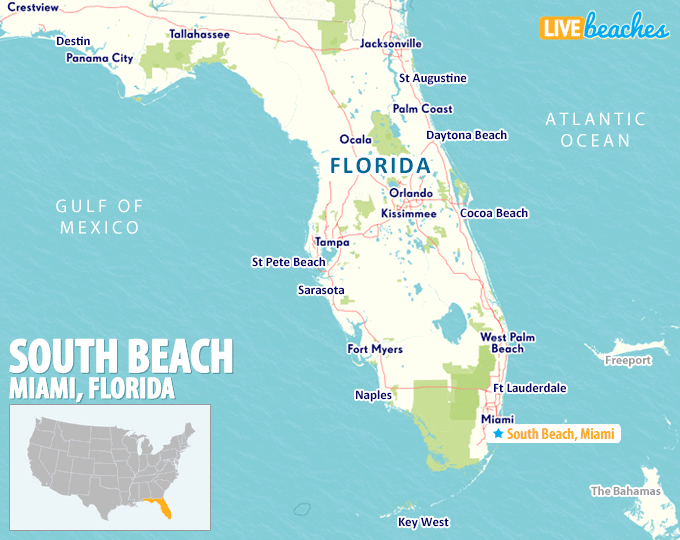 Crestview
Destin
Panama City
Tallahassee
Jacksonville
St Augustine
Palm Coast
Ocala
Daytona Beach
FLORIDA
Orlando
Kissimmee
Cocoa Beach
Tampa
St Pete Beach
Sarasota
Fort Myers
West Palm
Beach
Naples
Ft Lauderdale
Miami
South Beach, Miami
Key West
LIVE beaches
ATLANTIC
OCEAN
GULF OF
MEXICO
Freeport
The Bahamas
SOUTH BEACH
MIAMI, FLORIDA